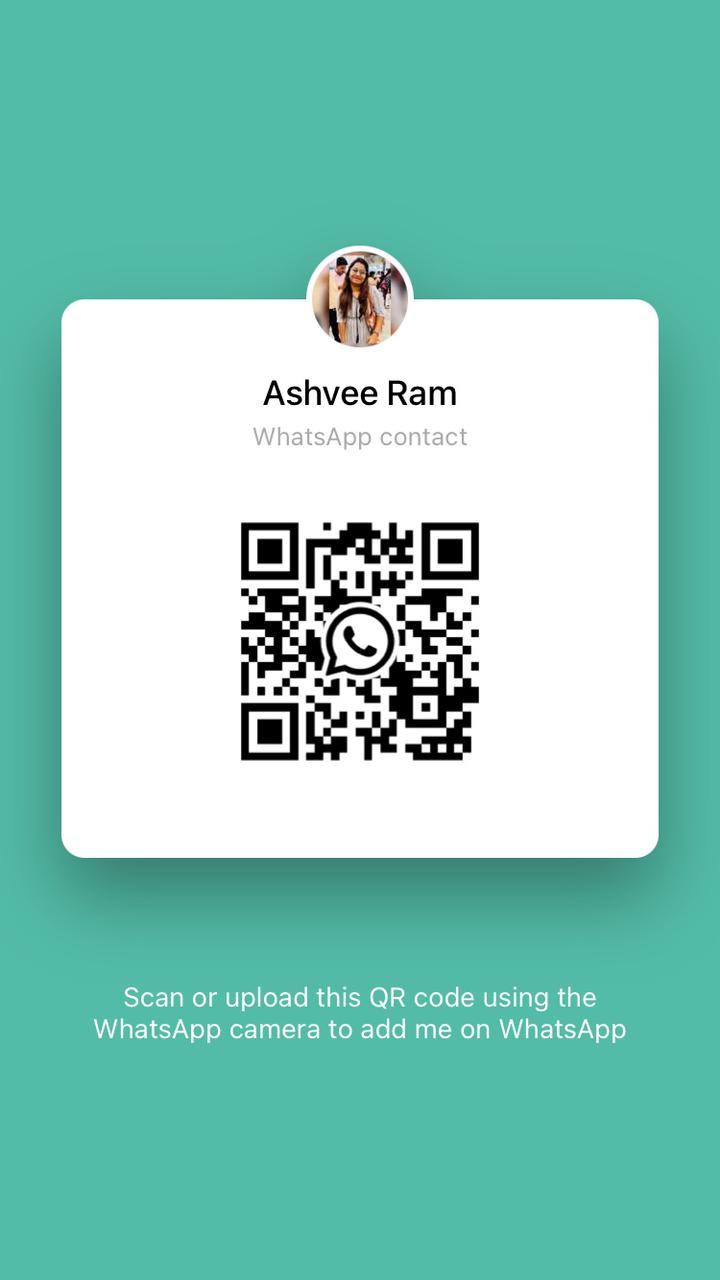 Ashvee Ram
WhatsApp contact
Scan or upload this QR code using the
WhatsApp camera to add me on WhatsApp